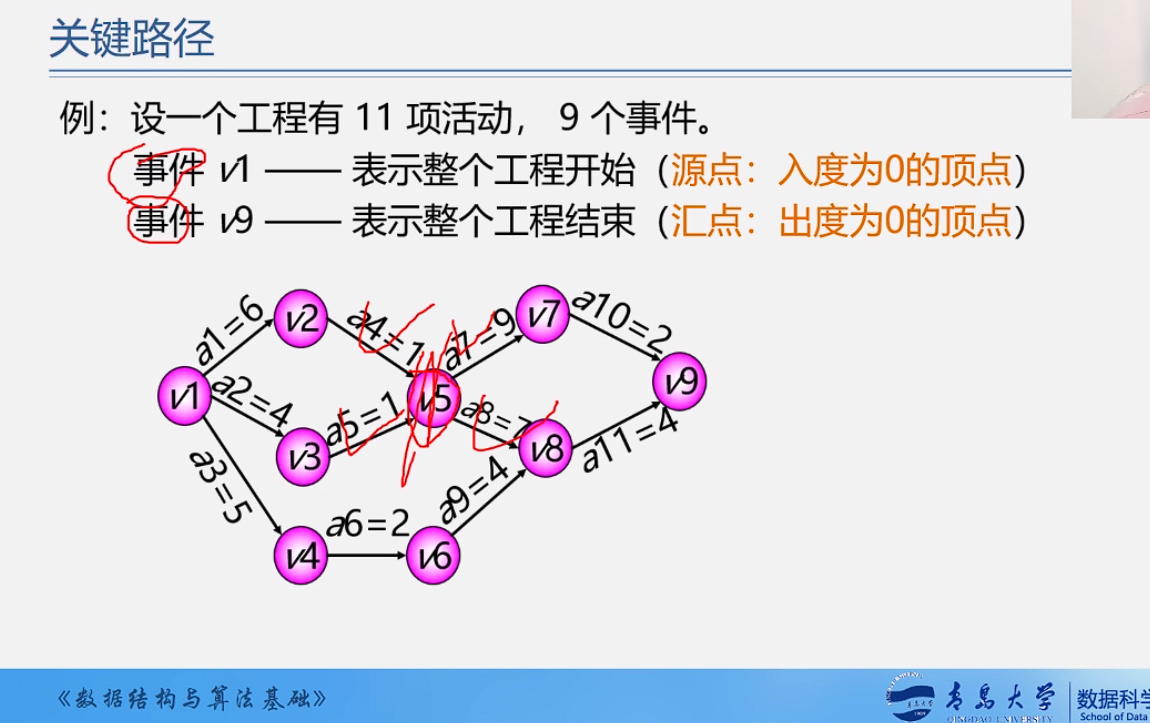 关键路径
例：设一个工程有 11 项活动， 9 个事件。
事件 v1 —— 表示整个工程开始（源点：入度为0的顶点）
事件 v9 —— 表示整个工程结束（汇点：出度为0的顶点）
v1
v2
v3
v4
v5
v6
v7
v8
v9
a1=6
a2=4
a3=5
a4=1
a5=1
a6=2
a7=9
a8=7
a9=4
a10=2
a11=4
《数据结构与算法基础》
青岛大学
QINGDAO UNIVERSITY
数据科学
School of Data